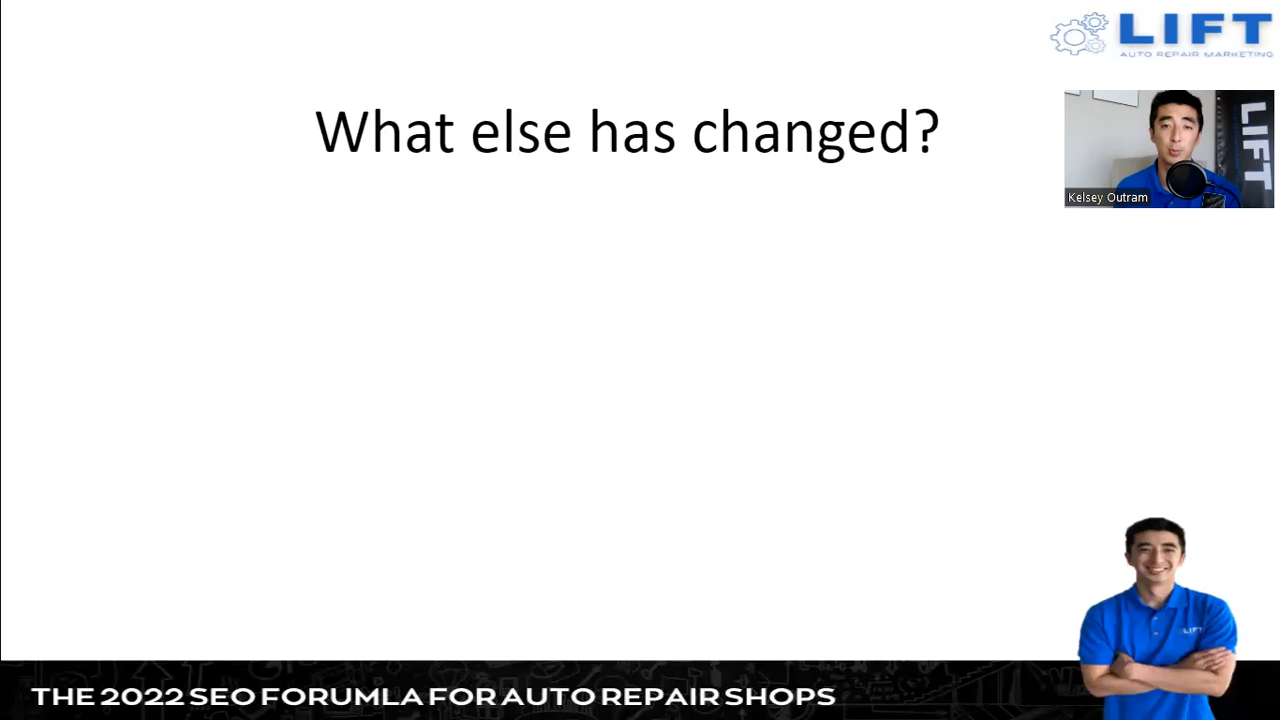 LIFT
AUTO REPAIR MARKETING
What else has changed?
LIFT
Kelsey Outram
LIFT
THE 2022 SEO FORUMLA FOR AUTO REPAIR SHOPS